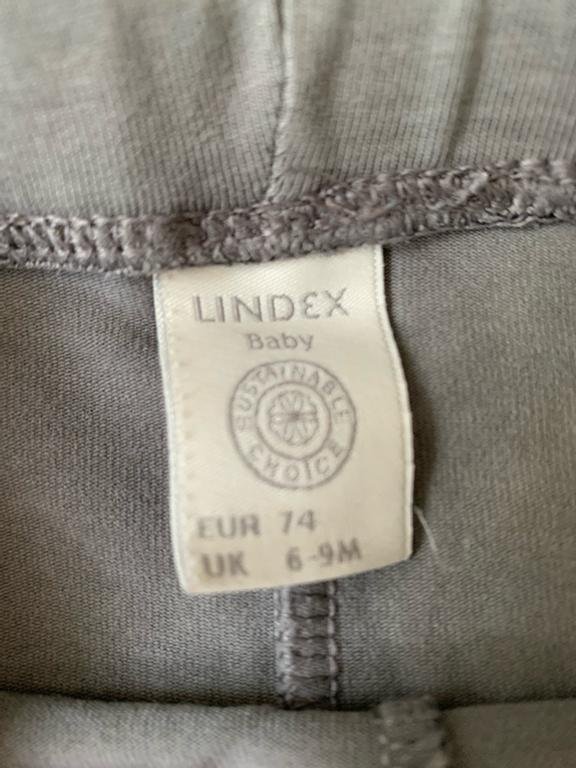 LINDEX
Baby
SUSTAINABLE
CHOICE
EUR 74
UK 6-9M